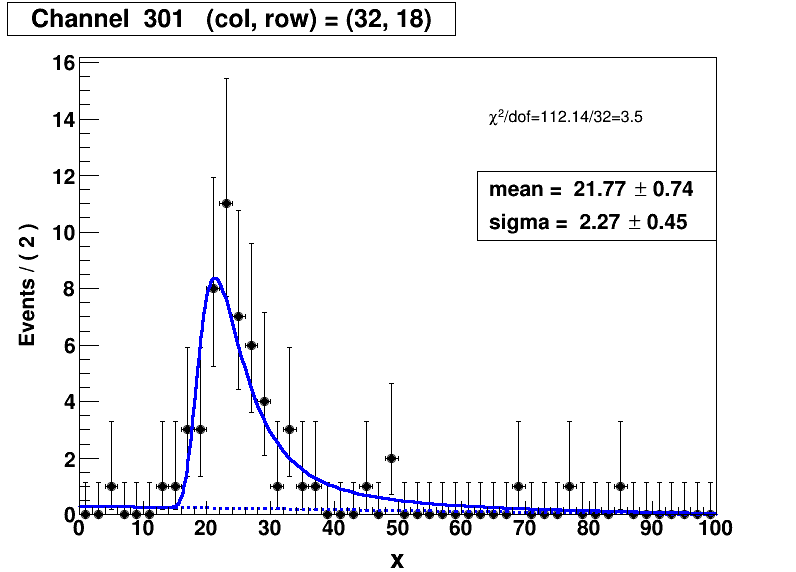 Channel 301 (col, row) = (32, 18)
χ²/dof=112.14/32=3.5
mean = 21.77 ± 0.74
sigma = 2.27 ± 0.45
Events / ( 2 )
16
14
12
10
8
6
4
2
0
0 10 20 30 40 50 60 70 80 90 100
x